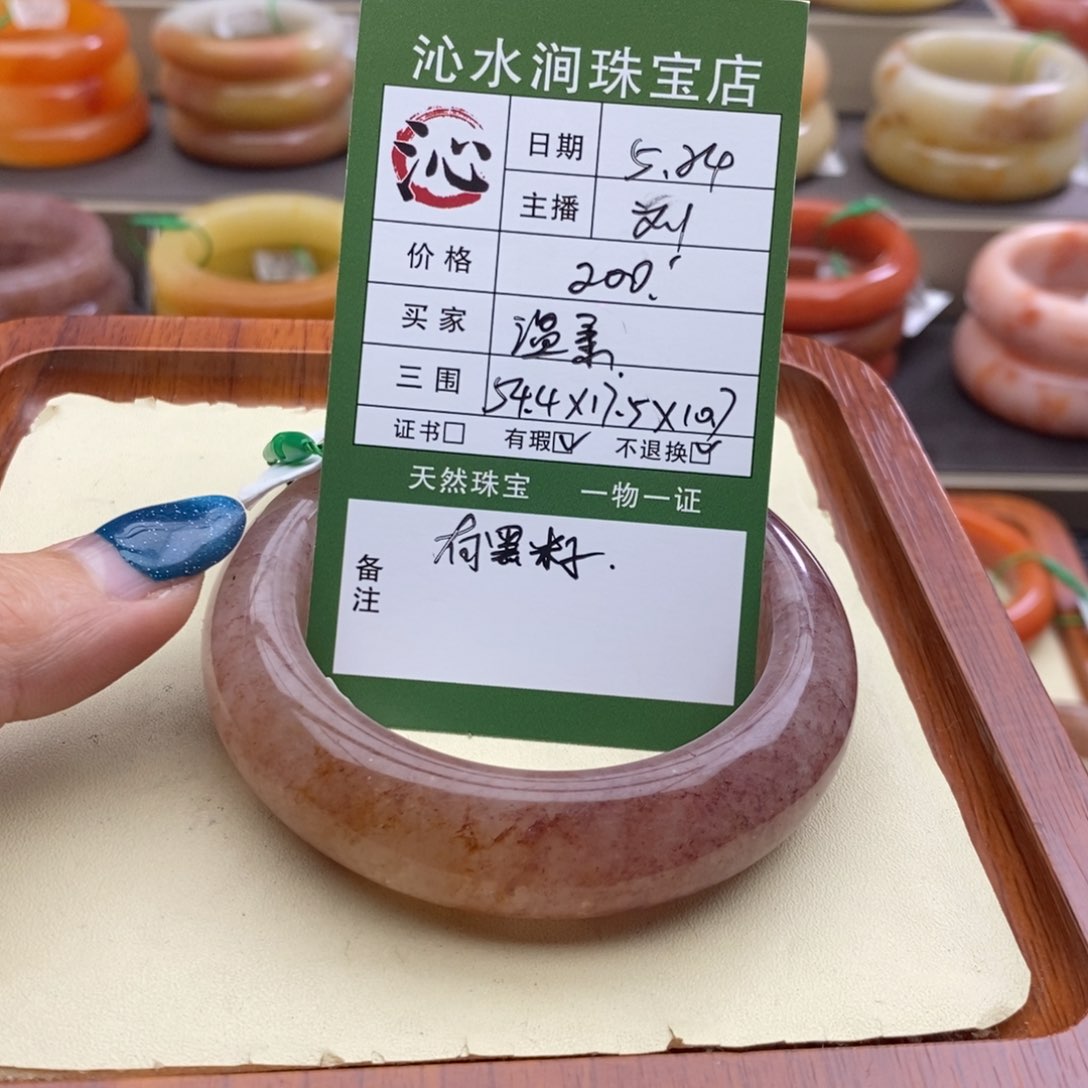 沁水涧珠宝店
沁
日期 5.24
主播 刘
价格 200.
买家 温柔.
三围 54.4X17.5X10.7
证书□ 有瑕☑ 不退换☑
天然珠宝 一物一证
备注 有黑籽.